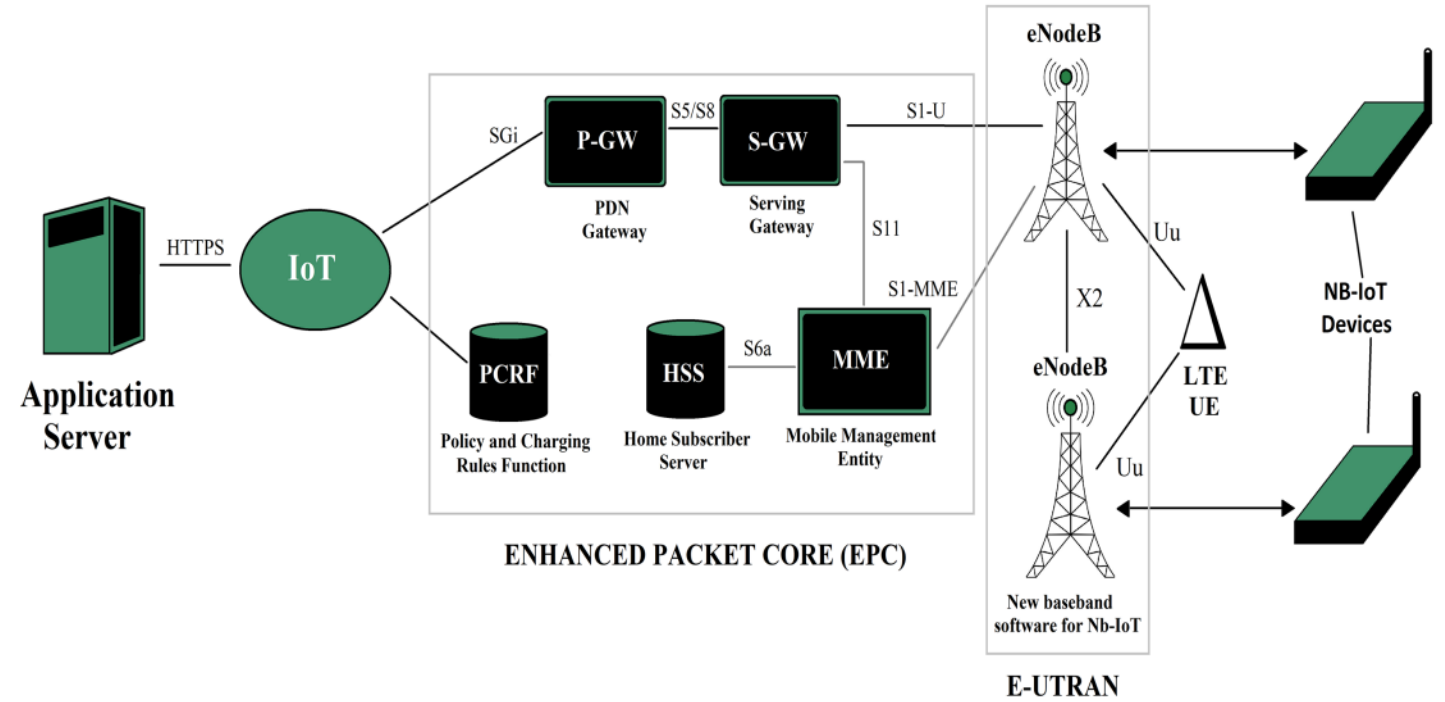 eNodeB
P-GW
S5/S8
S-GW
S1-U
SGi
PDN
Gateway
Serving
Gateway
HTTPS
IoT
S11
Uu
S1-MME
X2
NB-IoT
Devices
Application
Server
PCRF
HSS
S6a
MME
eNodeB
LTE
UE
Policy and Charging
Rules Function
Home Subscriber
Server
Mobile Management
Entity
Uu
ENHANCED PACKET CORE (EPC)
New baseband
software for Nb-IoT
E-UTRAN